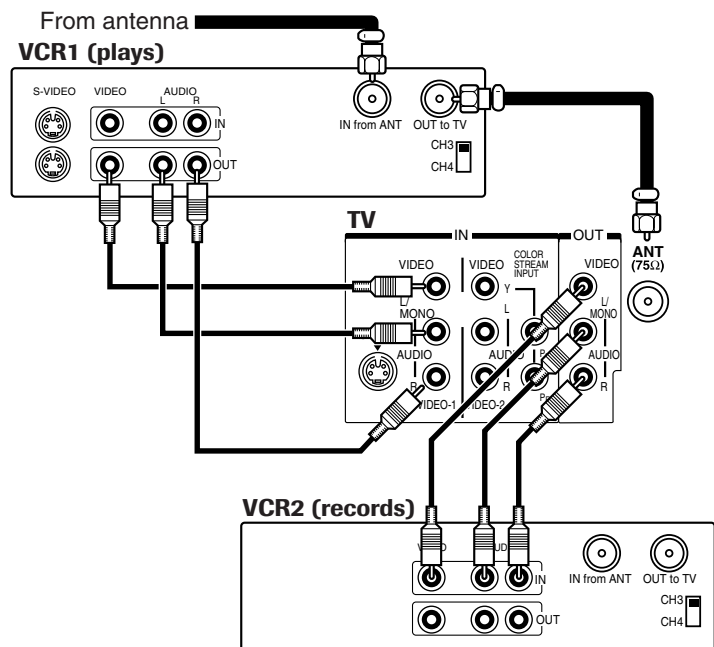 From antenna
VCR1 (plays)
S-VIDEO VIDEO AUDIO
L R
IN
OUT
IN from ANT OUT to TV
CH3
CH4
TV
IN OUT
ANT
(75Ω)
VIDEO VIDEO COLOR STREAM INPUT VIDEO
Y
L/MONO L L/MONO
AUDIO AUDIO AUDIO
R R R
VIDEO-1
VCR2 (records)
IN
OUT
IN from ANT OUT to TV
CH3
CH4